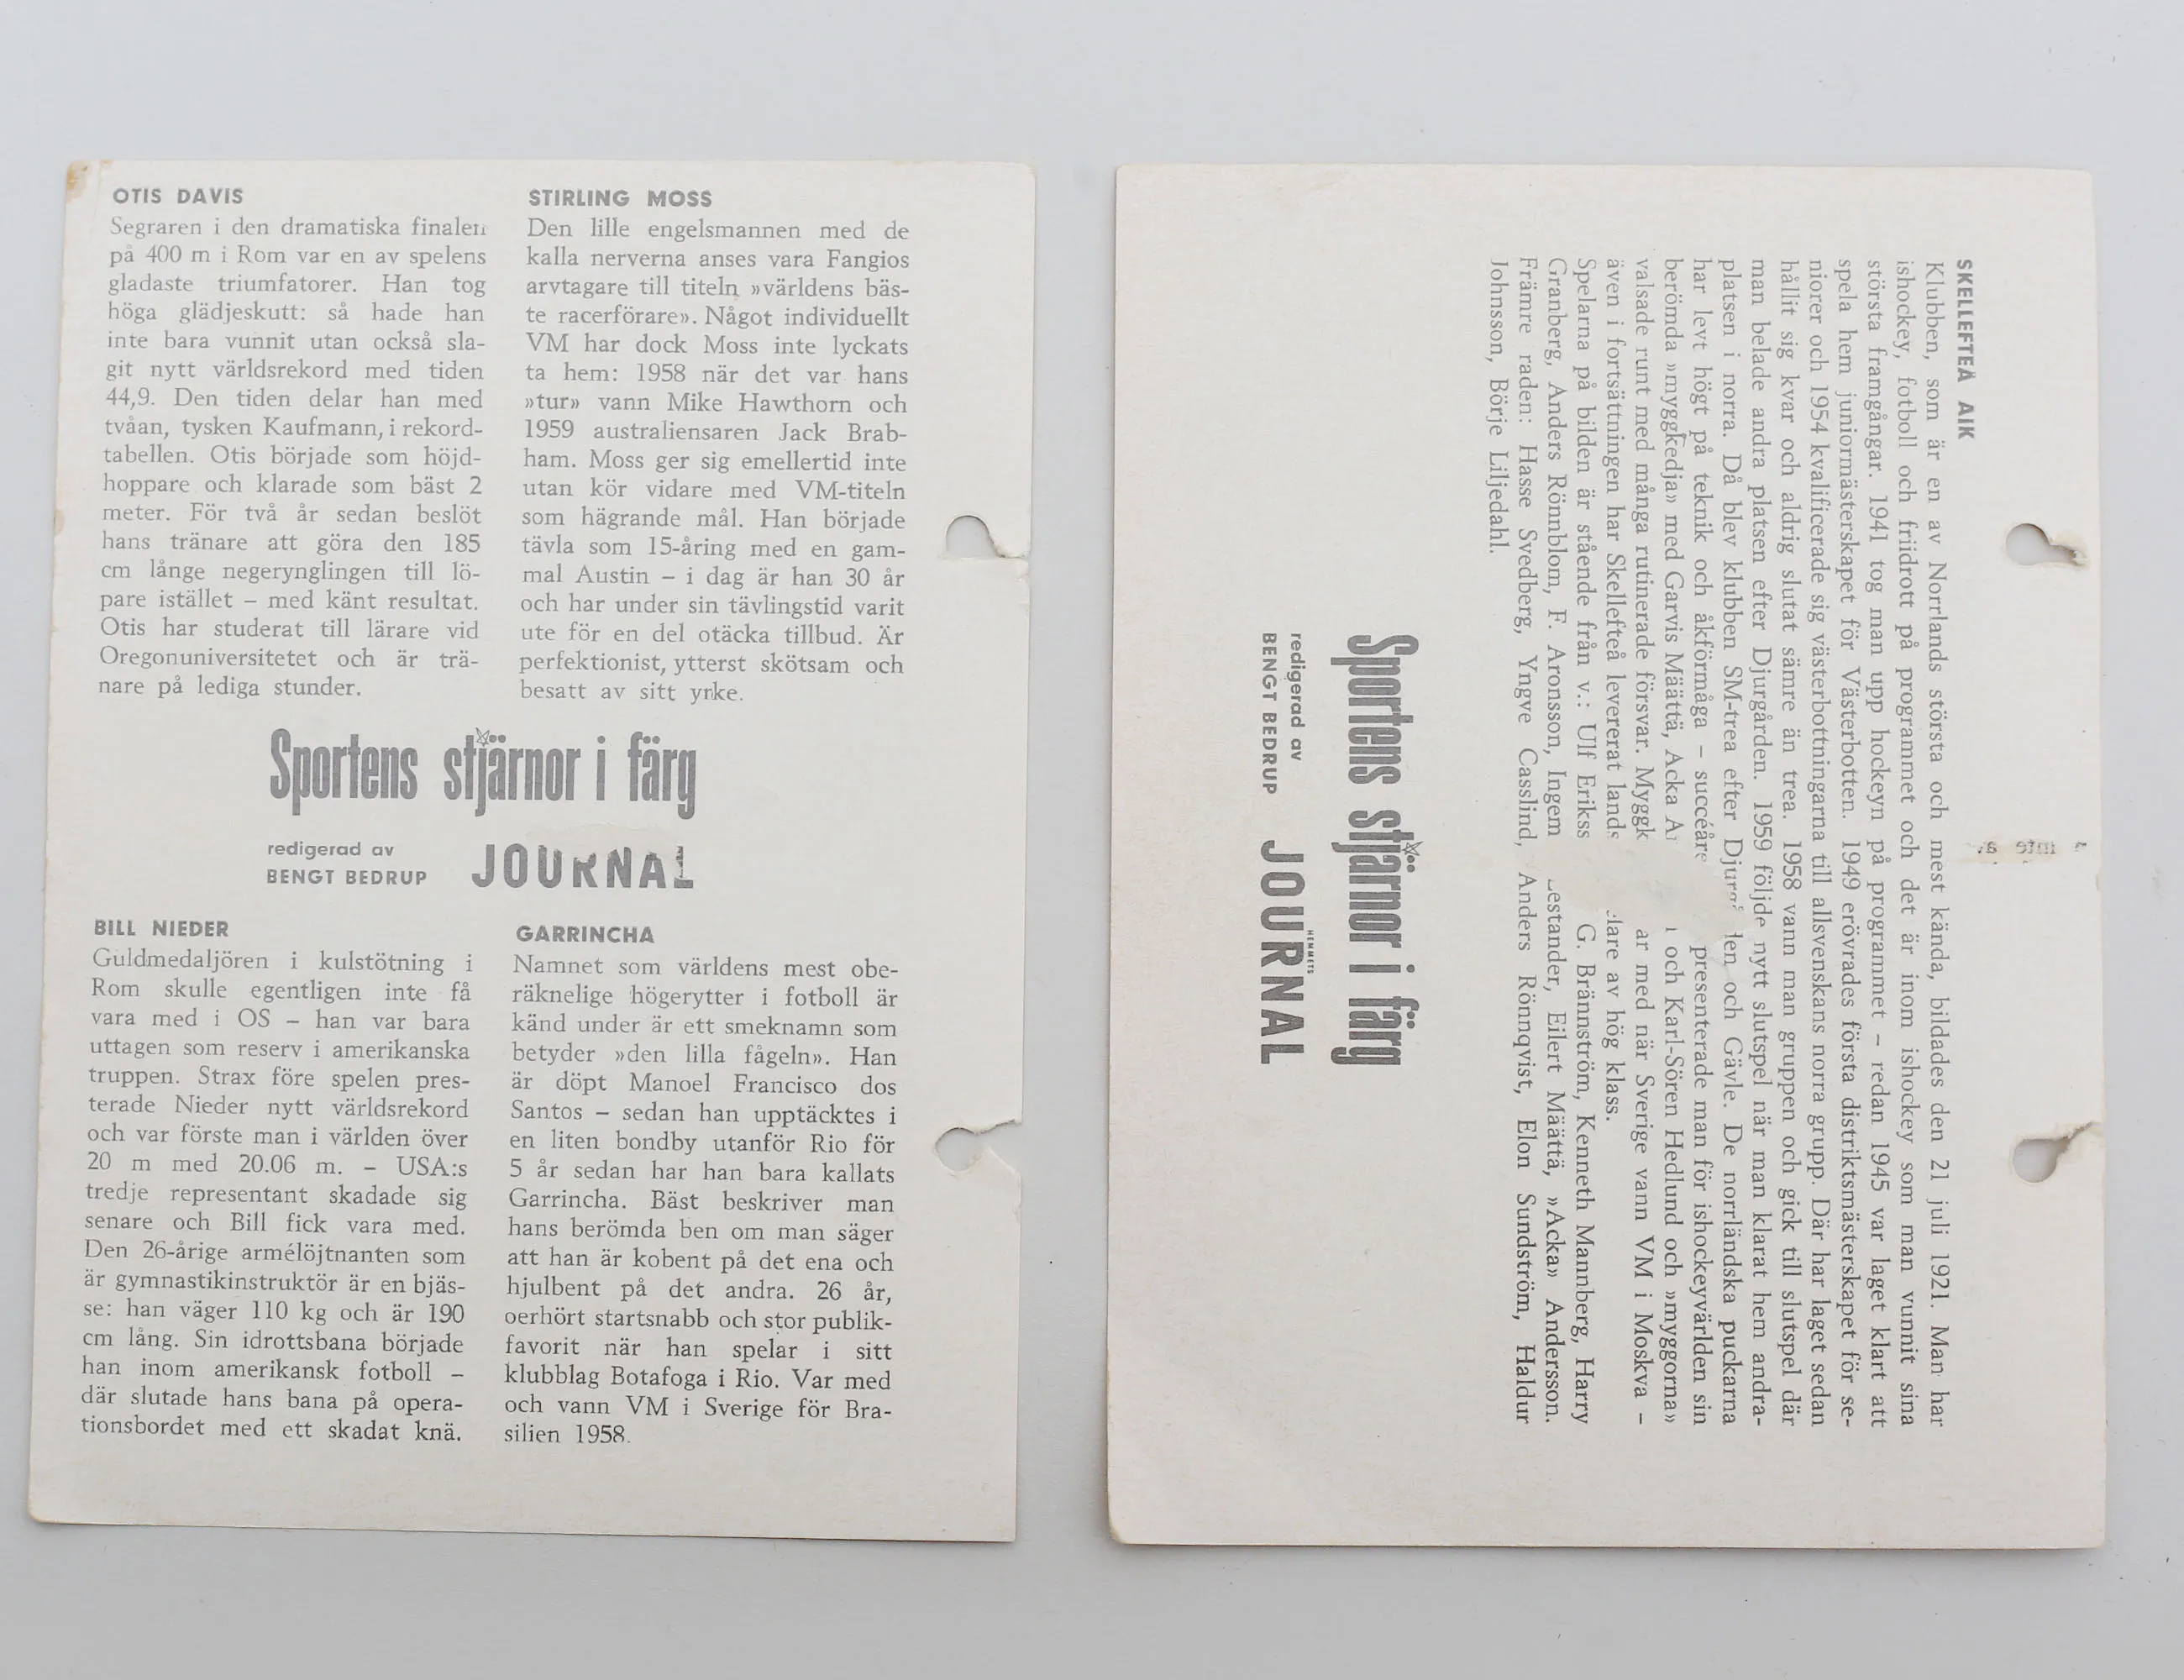 OTIS DAVIS
Segraren i den dramatiska finalen
på 400 m i Rom var en av spelens
gladaste triumfatorer. Han tog
höga glädjeskutt: så hade han
inte bara vunnit utan också sla-
git nytt världsrekord med tiden
44,9. Den tiden delar han med
tvåan, tysken Kaufmann, i rekord-
tabellen. Otis började som höjd-
hoppare och klarade som bäst 2
meter. För två år sedan beslöt
hans tränare att göra den 185
cm långe negerynglingen till lö-
pare istället – med känt resultat.
Otis har studerat till lärare vid
Oregonuniversitetet och är trä-
nare på lediga stunder.
STIRLING MOSS
Den lille engelsmannen med de
kalla nerverna anses vara Fangios
arvtagare till titeln »världens bäs-
te racerförare». Något individuellt
VM har dock Moss inte lyckats
ta hem: 1958 när det var hans
»tur» vann Mike Hawthorn och
1959 australiensaren Jack Brab-
ham. Moss ger sig emellertid inte
utan kör vidare med VM-titeln
som hägrande mål. Han började
tävla som 15-åring med en gam-
mal Austin – i dag är han 30 år
och har under sin tävlingstid varit
ute för en del otäcka tillbud. Är
perfektionist, ytterst skötsam och
besatt av sitt yrke.
Sportens stjärnor i färg
redigerad av
BENGT BEDRUP JOURNAL
BILL NIEDER
Guldmedaljören i kulstötning i
Rom skulle egentligen inte få
vara med i OS – han var bara
uttagen som reserv i amerikanska
truppen. Strax före spelen pres-
terade Nieder nytt världsrekord
och var förste man i världen över
20 m med 20.06 m. – USA:s
tredje representant skadade sig
senare och Bill fick vara med.
Den 26-årige armélöjtnanten som
är gymnastikinstruktör är en bjäs-
se: han väger 110 kg och är 190
cm lång. Sin idrottsbana började
han inom amerikansk fotboll –
där slutade hans bana på opera-
tionsbordet med ett skadat knä.
GARRINCHA
Namnet som världens mest obe-
räknelige högerytter i fotboll är
känd under är ett smeknamn som
betyder »den lilla fågeln». Han
är döpt Manoel Francisco dos
Santos – sedan han upptäcktes i
en liten bondby utanför Rio för
5 år sedan har han bara kallats
Garrincha. Bäst beskriver man
hans berömda ben om man säger
att han är kobent på det ena och
hjulbent på det andra. 26 år,
oerhört startsnabb och stor publik-
favorit när han spelar i sitt
klubblag Botafoga i Rio. Var med
och vann VM i Sverige för Bra-
silien 1958.
SKELLEFTEÅ AIK
Klubben, som är en av Norrlands största och mest kända, bildades den 21 juli 1921. Man har
ishockey, fotboll och friidrott på programmet och det är inom ishockey som man vunnit sina
största framgångar. 1941 tog man upp hockeyn på programmet – redan 1945 var laget klart att
spela hem juniormästerskapet för Västerbotten. 1949 erövrades första distriktsmästerskapet för se-
niorer och 1954 kvalificerade sig västerbottningarna till allsvenskans norra grupp. Där har laget sedan
hållit sig kvar och aldrig slutat sämre än trea. 1958 vann man gruppen och gick till slutspel där
man belade andra platsen efter Djurgården. 1959 följde nytt slutspel när man klarat hem andra-
platsen i norra. Då blev klubben SM-trea efter Djurg den och Gävle. De norrländska puckarna
har levt högt på teknik och åkförmåga – succéåre presenterade man för ishockeyvärlden sin
berömda »myggkedja» med Garvis Määttä, Acka A och Karl-Sören Hedlund och »myggorna»
valsade runt med många rutinerade försvar. Myggk ar med när Sverige vann VM i Moskva –
även i fortsättningen har Skellefteå levererat lands lare av hög klass.
Spelarna på bilden är stående från v.: Ulf Erikss G. Brännström, Kenneth Mannberg, Harry
Granberg, Anders Rönnblom, F. Aronsson, Ingem estander, Eilert Määttä, »Acka» Andersson.
Främre raden: Hasse Svedberg, Yngve Casslind, Anders Rönnqvist, Elon Sundström, Haldur
Johnsson, Börje Liljedahl.
Sportens stjärnor i färg
redigerad av
BENGT BEDRUP HEMMETS JOURNAL